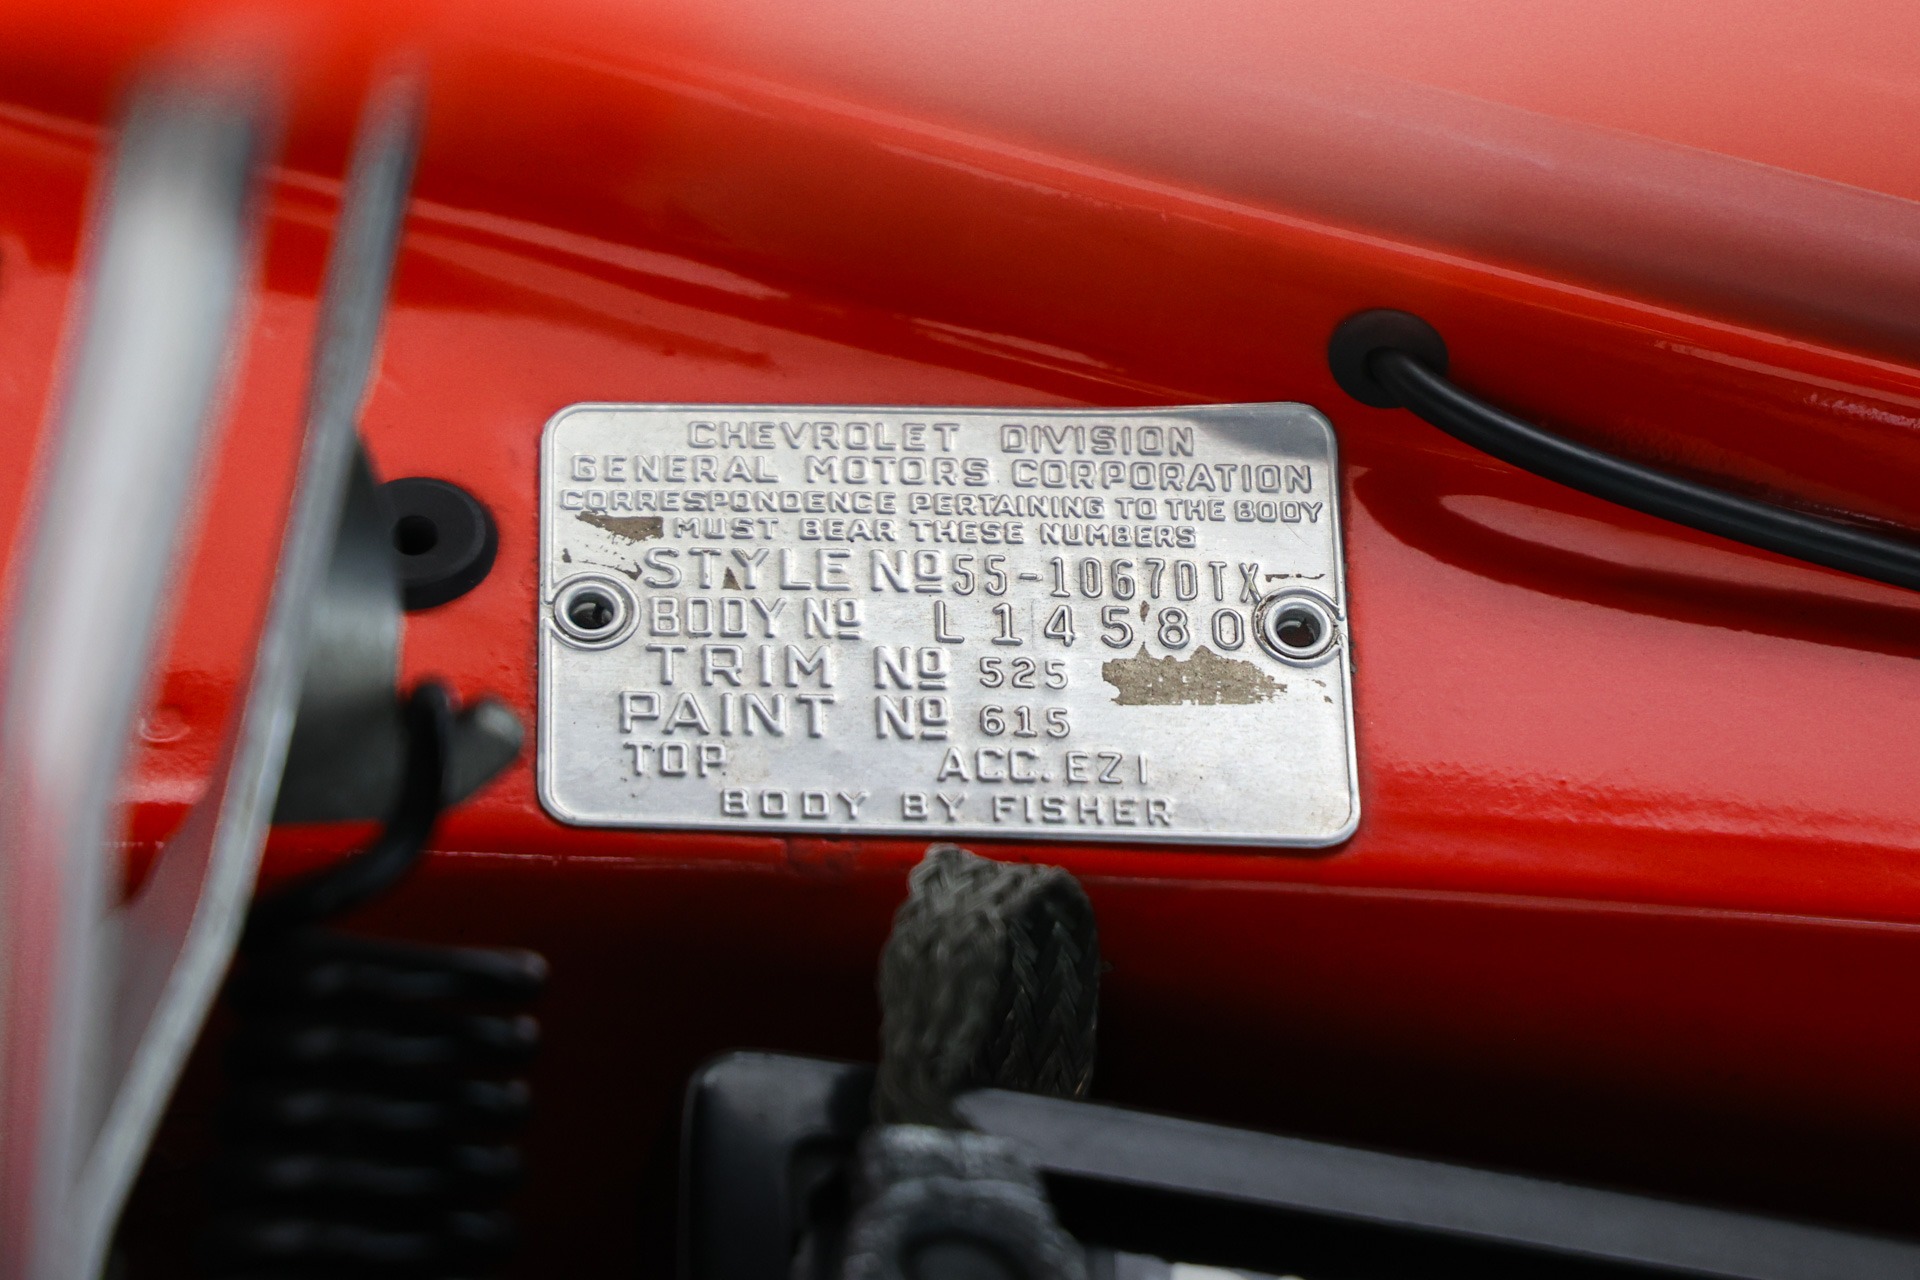 CHEVROLET DIVISION
GENERAL MOTORS CORPORATION
CORRESPONDENCE PERTAINING TO THE BODY
MUST BEAR THESE NUMBERS
STYLE Nº 55-1067DTX
BODY Nº L14580
TRIM Nº 525
PAINT Nº 615
TOP ACC. EZI
BODY BY FISHER